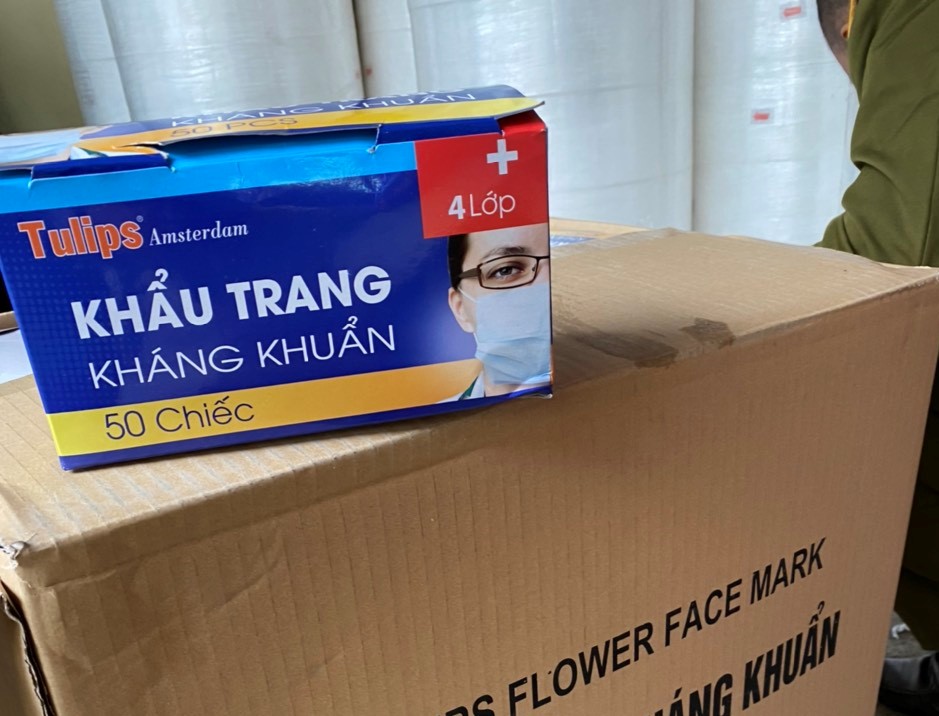 KHÁNG KHUẨN
50 PCS
4 Lớp
Tulips® Amsterdam
KHẨU TRANG
KHÁNG KHUẨN
50 Chiếc
FLOWER FACE MARK
KHUẨN